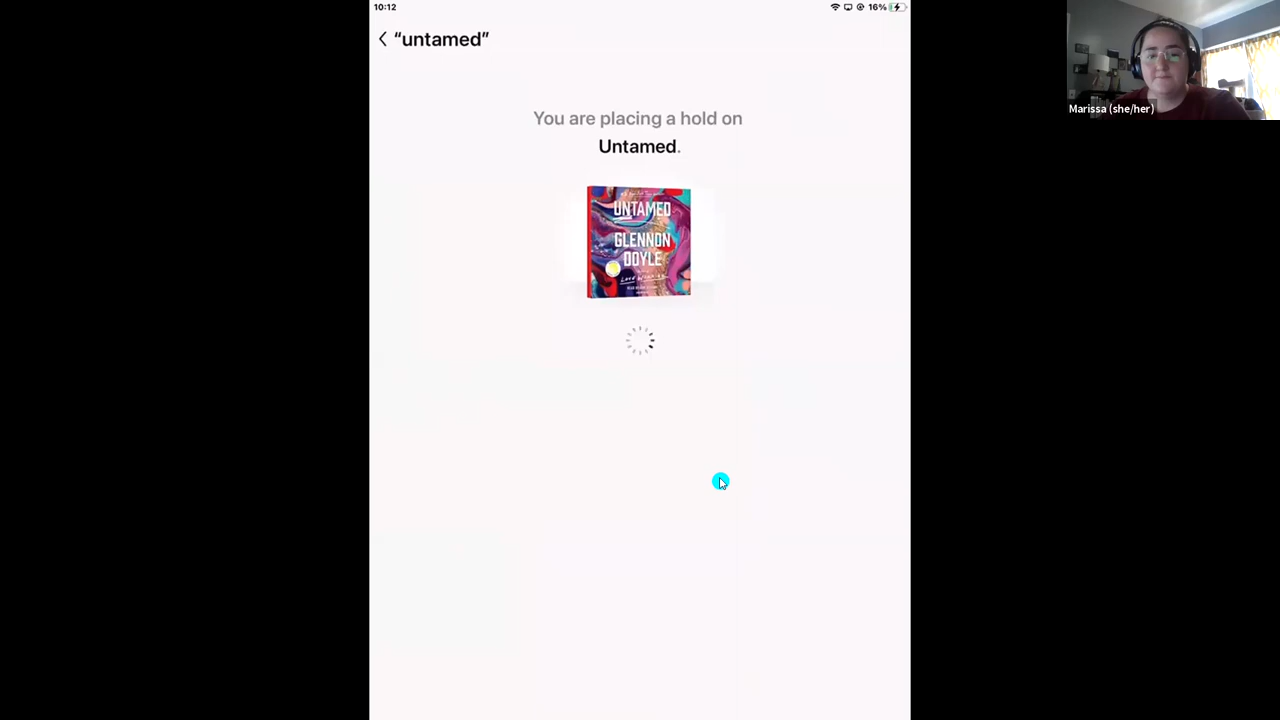 10:12
16%
“untamed”
You are placing a hold on
Untamed.
UNTAMED
GLENNON
DOYLE
Marissa (she/her)